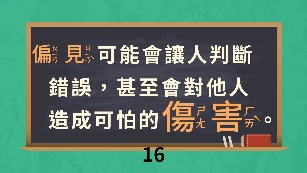 偏見可能會讓人判斷
錯誤，甚至會對他人
造成可怕的傷害。
16